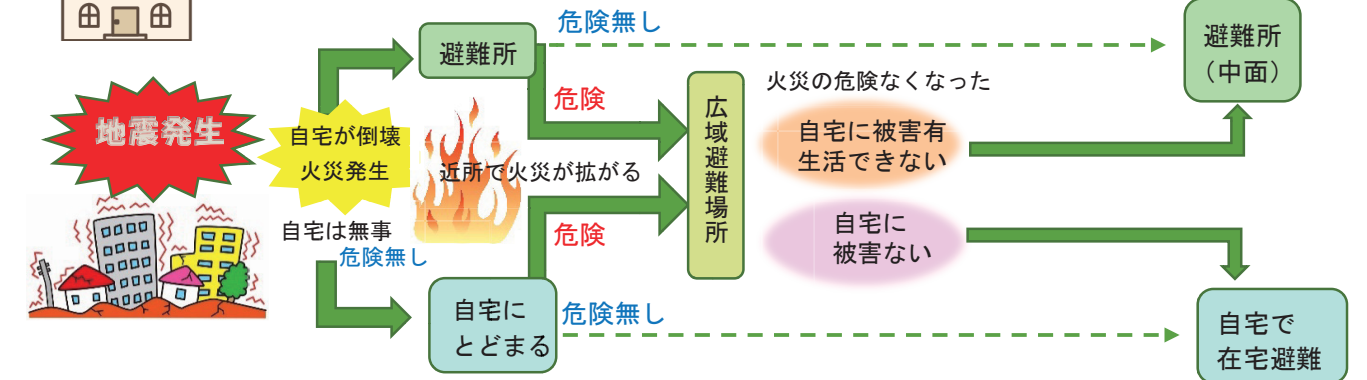 地震発生
自宅が倒壊
火災発生
自宅は無事
危険無し
避難所
危険無し
危険
近所で火災が拡がる
危険
自宅に
とどまる
危険無し
広域避難場所
火災の危険なくなった
自宅に被害有
生活できない
自宅に
被害ない
避難所
（中面）
自宅で
在宅避難